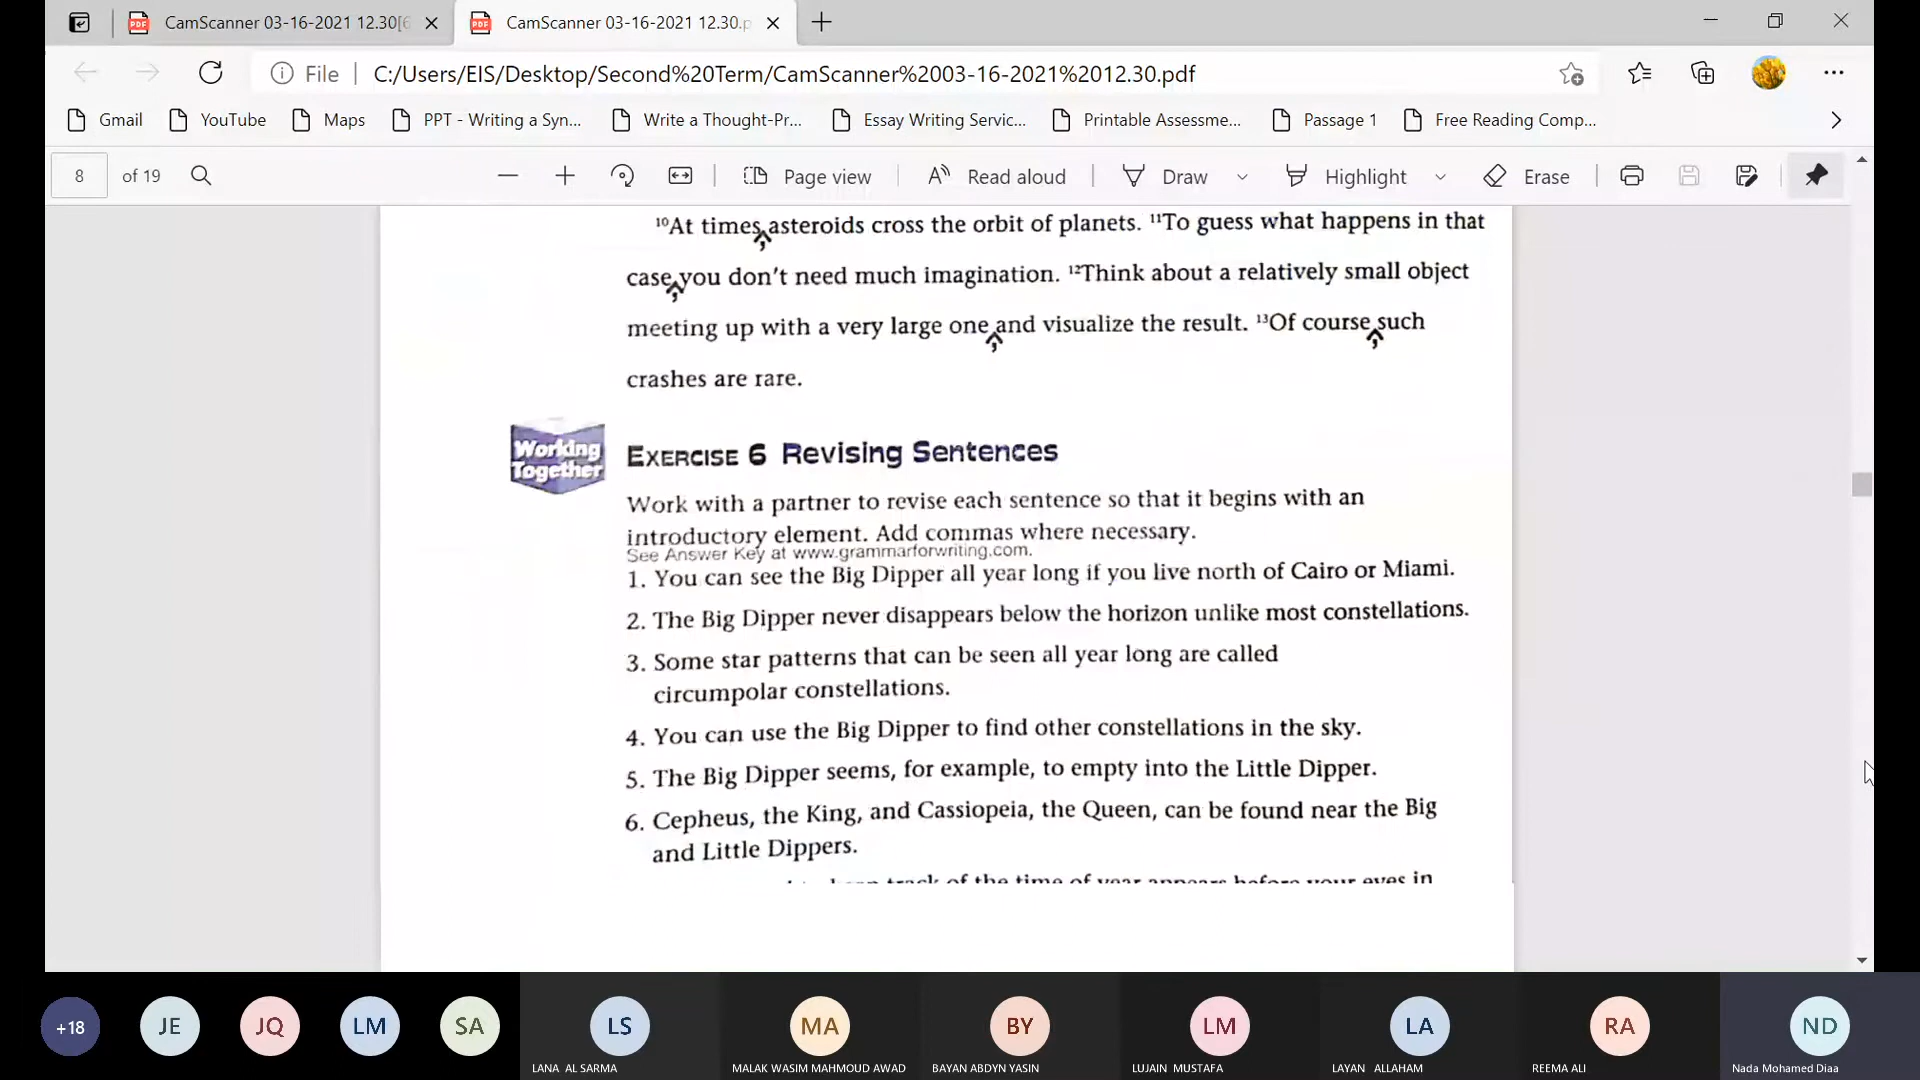 CamScanner 03-16-2021 12.30[6
CamScanner 03-16-2021 12.30.p
File
C:/Users/EIS/Desktop/Second%20Term/CamScanner%2003-16-2021%2012.30.pdf
Gmail
YouTube
Maps
PPT - Writing a Syn...
Write a Thought-Pr...
Essay Writing Servic...
Printable Assessme...
Passage 1
Free Reading Comp...
8 of 19
Page view
Read aloud
Draw
Highlight
Erase
¹⁰At times, asteroids cross the orbit of planets. ¹¹To guess what happens in that
case, you don't need much imagination. ¹²Think about a relatively small object
meeting up with a very large one, and visualize the result. ¹³Of course, such
crashes are rare.
Working
Together
EXERCISE 6 Revising Sentences
Work with a partner to revise each sentence so that it begins with an
introductory element. Add commas where necessary.
See Answer Key at www.grammarforwriting.com.
1. You can see the Big Dipper all year long if you live north of Cairo or Miami.
2. The Big Dipper never disappears below the horizon unlike most constellations.
3. Some star patterns that can be seen all year long are called
circumpolar constellations.
4. You can use the Big Dipper to find other constellations in the sky.
5. The Big Dipper seems, for example, to empty into the Little Dipper.
6. Cepheus, the King, and Cassiopeia, the Queen, can be found near the Big
and Little Dippers.
track of the time of year appears before your eyes in
+18
JE
JQ
LM
SA
LS
LANA AL SARMA
MA
MALAK WASIM MAHMOUD AWAD
BY
BAYAN ABDYN YASIN
LM
LUJAIN MUSTAFA
LA
LAYAN ALLAHAM
RA
REEMA ALI
ND
Nada Mohamed Diaa